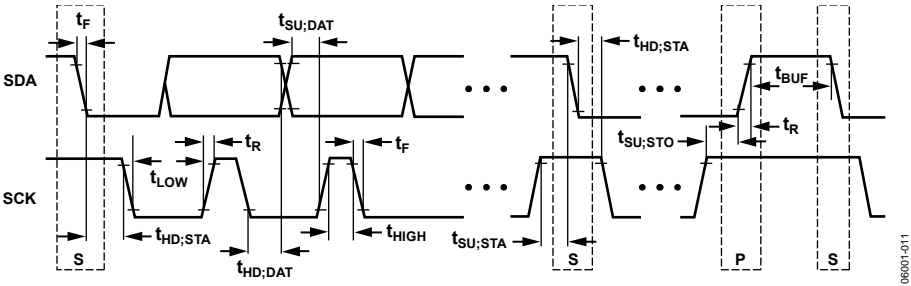 tF
tSU;DAT
tHD;STA
SDA
tBUF
tR
tF
tSU;STO
tR
tLOW
SCK
tHD;STA
tHIGH
tSU;STA
tHD;DAT
S
S
P
S
06001-011